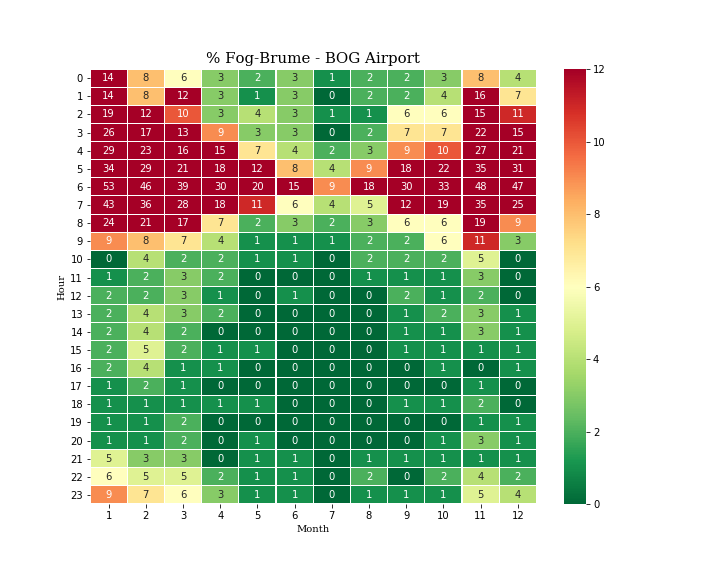 % Fog-Brume - BOG Airport
0 14 8 6 3 2 3 1 2 2 3 8 4
1 14 8 12 3 1 3 0 2 2 4 16 7
2 19 12 10 3 4 3 1 1 6 6 15 11
3 26 17 13 9 3 3 0 2 7 7 22 15
4 29 23 16 15 7 4 2 3 9 10 27 21
5 34 29 21 18 12 8 4 9 18 22 35 31
6 53 46 39 30 20 15 9 18 30 33 48 47
7 43 36 28 18 11 6 4 5 12 19 35 25
8 24 21 17 7 2 3 2 3 6 6 19 9
9 9 8 7 4 1 1 1 2 2 6 11 3
10 0 4 2 2 1 1 0 2 2 2 5 0
11 1 2 3 2 0 0 0 1 1 1 3 0
12 2 2 3 1 0 1 0 0 2 1 2 0
13 2 4 3 2 0 0 0 0 1 2 3 1
14 2 4 2 0 0 0 0 0 1 1 3 1
15 2 5 2 1 1 0 0 0 1 1 1 1
16 2 4 1 1 0 0 0 0 0 1 0 1
17 1 2 1 0 0 0 0 0 0 0 1 0
18 1 1 1 1 1 0 0 0 1 1 2 0
19 1 1 2 0 0 0 0 0 0 0 1 1
20 1 1 2 0 1 0 0 0 0 1 3 1
21 5 3 3 0 1 1 0 1 1 1 1 1
22 6 5 5 2 1 1 0 2 0 2 4 2
23 9 7 6 3 1 1 0 1 1 1 5 4
1 2 3 4 5 6 7 8 9 10 11 12
Hour
Month
12
10
8
6
4
2
0